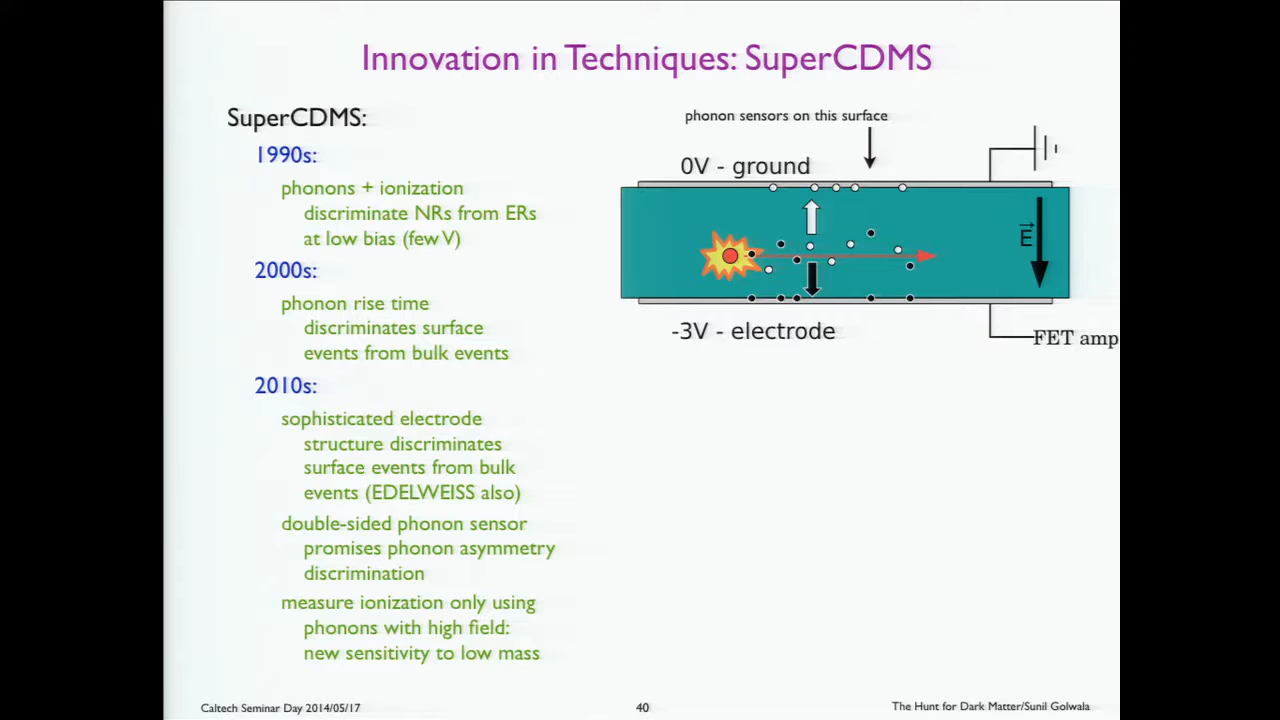 Innovation in Techniques: SuperCDMS
SuperCDMS:
1990s:
phonons + ionization
discriminate NRs from ERs
at low bias (few V)
2000s:
phonon rise time
discriminates surface
events from bulk events
2010s:
sophisticated electrode
structure discriminates
surface events from bulk
events (EDELWEISS also)
double-sided phonon sensor
promises phonon asymmetry
discrimination
measure ionization only using
phonons with high field:
new sensitivity to low mass
phonon sensors on this surface
0V - ground
E
-3V - electrode
FET amp
Caltech Seminar Day 2014/05/17
40
The Hunt for Dark Matter/Sunil Golwala